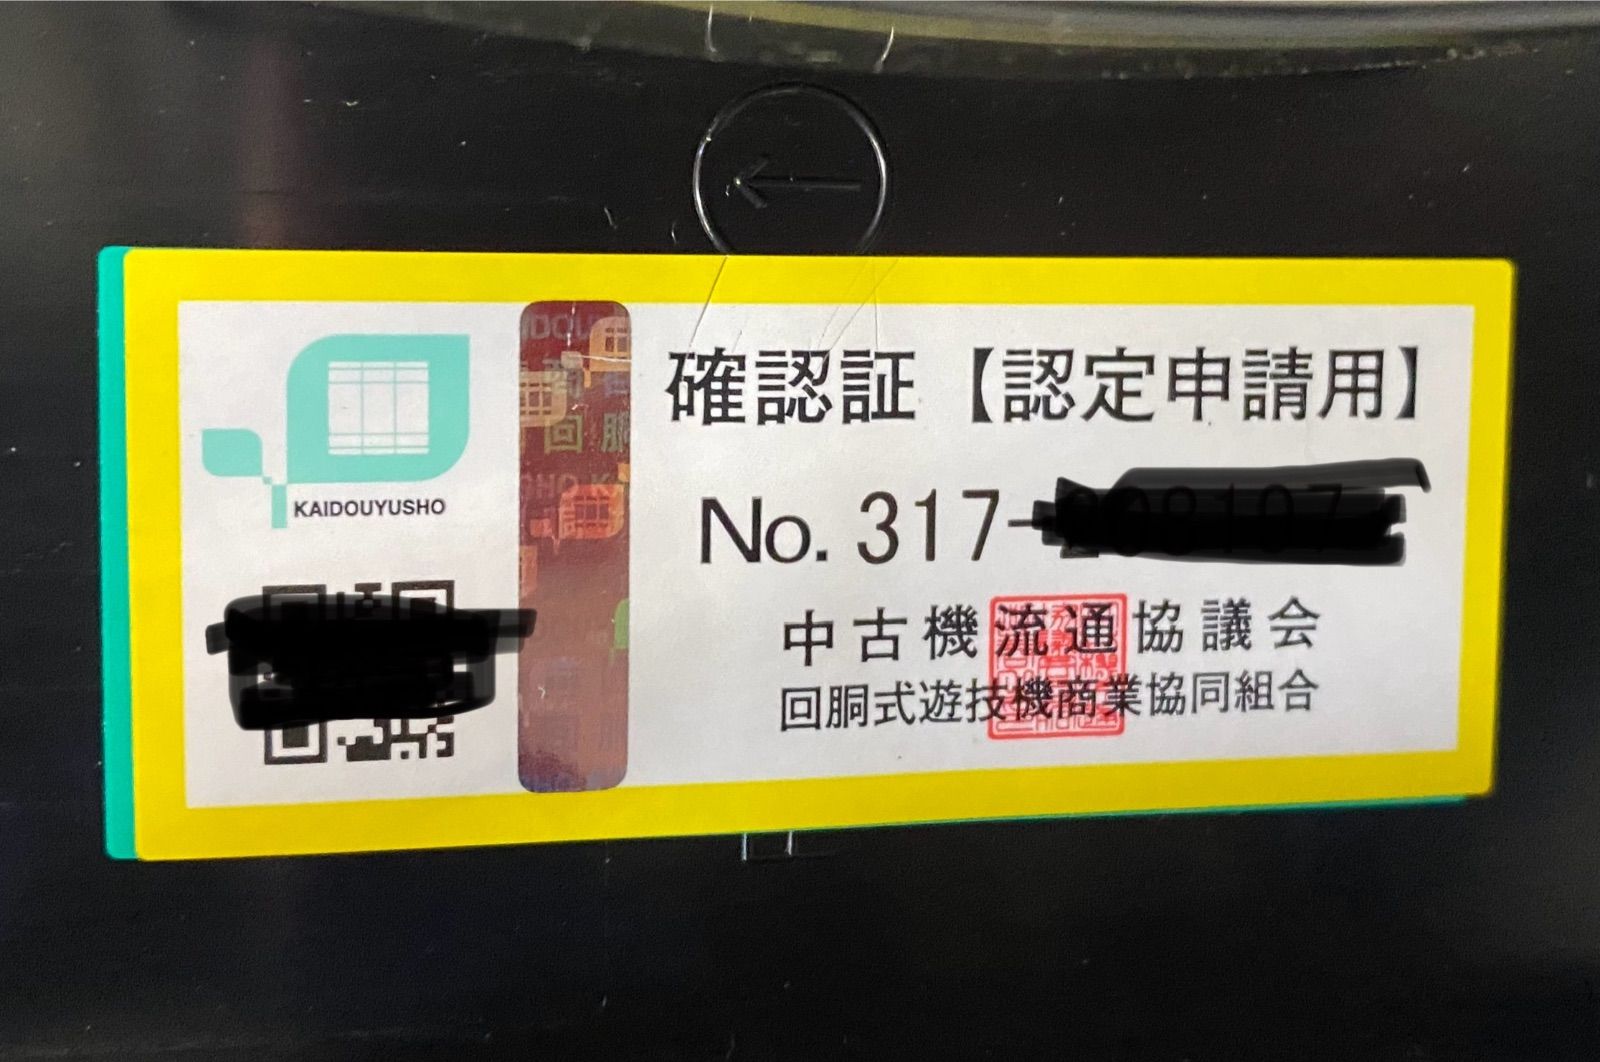 KAIDOUYUSHO
確認証【認定申請用】
No. 317-
中古機流通協議会
回胴式遊技機商業協同組合